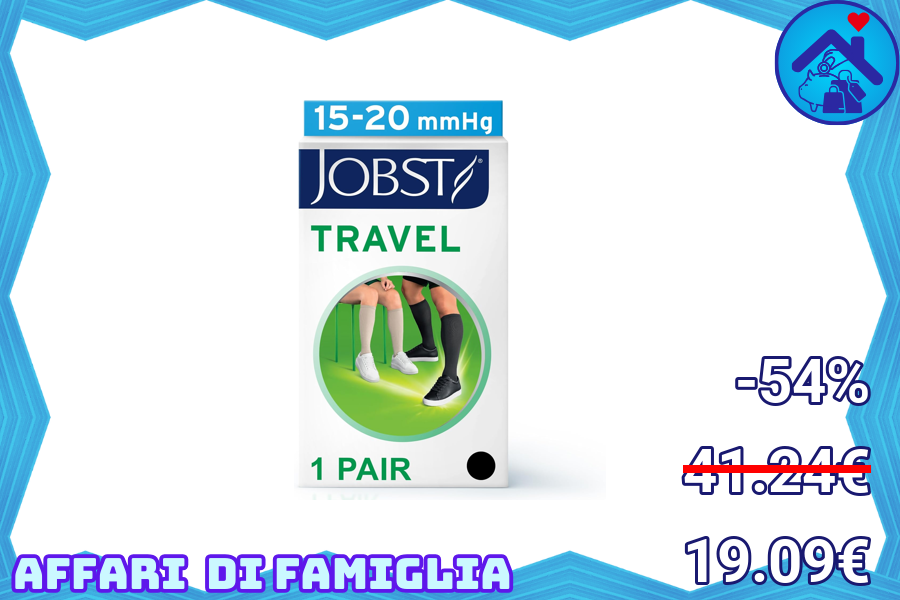 15-20 mmHg
JOBST®
TRAVEL
1 PAIR
-54%
41.24€
19.09€
AFFARI DI FAMIGLIA